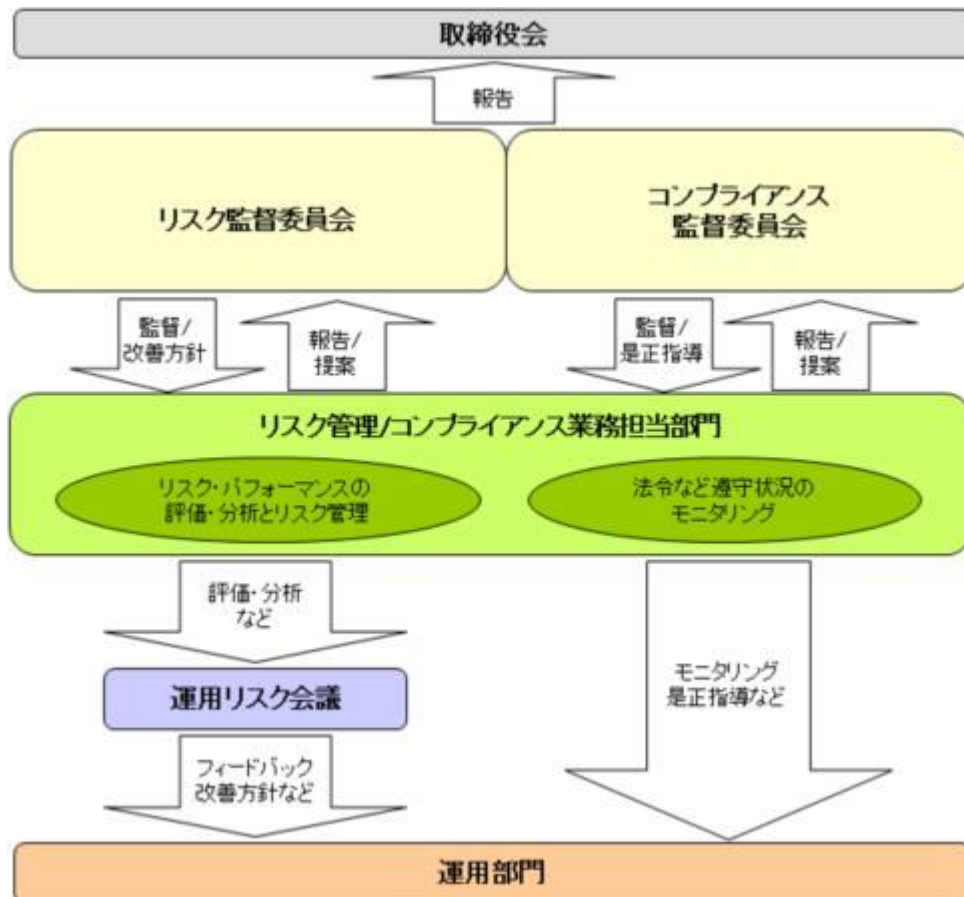 取締役会
報告
リスク監督委員会
コンプライアンス
監督委員会
監督/
改善方針
報告/
提案
監督/
是正指導
報告/
提案
リスク管理/コンプライアンス業務担当部門
リスク・パフォーマンスの
評価・分析とリスク管理
法令など遵守状況の
モニタリング
評価・分析
など
運用リスク会議
フィードバック
改善方針など
モニタリング
是正指導など
運用部門